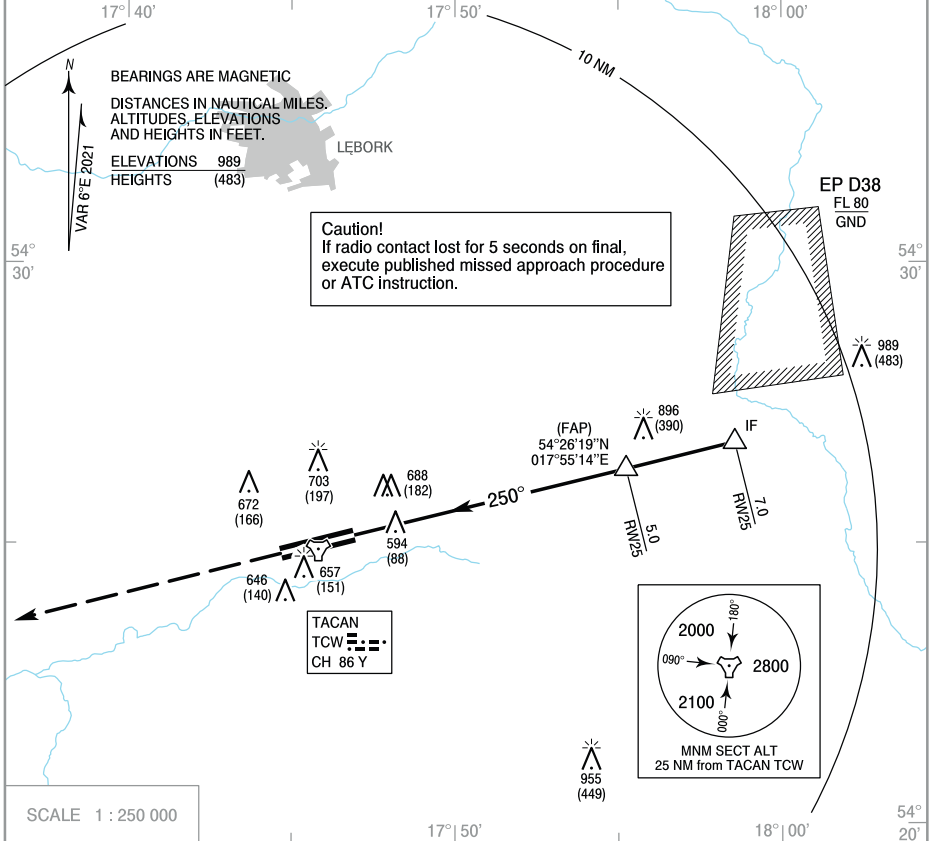 17°40'
17°50'
18°00'
N
VAR 6°E 2021
BEARINGS ARE MAGNETIC
DISTANCES IN NAUTICAL MILES.
ALTITUDES, ELEVATIONS
AND HEIGHTS IN FEET.
ELEVATIONS 989
HEIGHTS (483)
LĘBORK
10 NM
EP D38
FL 80
GND
54°
30'
54°
30'
Caution!
If radio contact lost for 5 seconds on final,
execute published missed approach procedure
or ATC instruction.
989
(483)
896
(390)
IF
(FAP)
54°26'19"N
017°55'14"E
703
(197)
688
(182)
672
(166)
250°
7.0
RW25
5.0
RW25
594
(88)
657
(151)
646
(140)
TACAN
TCW
CH 86 Y
2000
180°
090°
2800
2100
000°
MNM SECT ALT
25 NM from TACAN TCW
955
(449)
SCALE 1 : 250 000
17°50'
18°00'
54°
20'